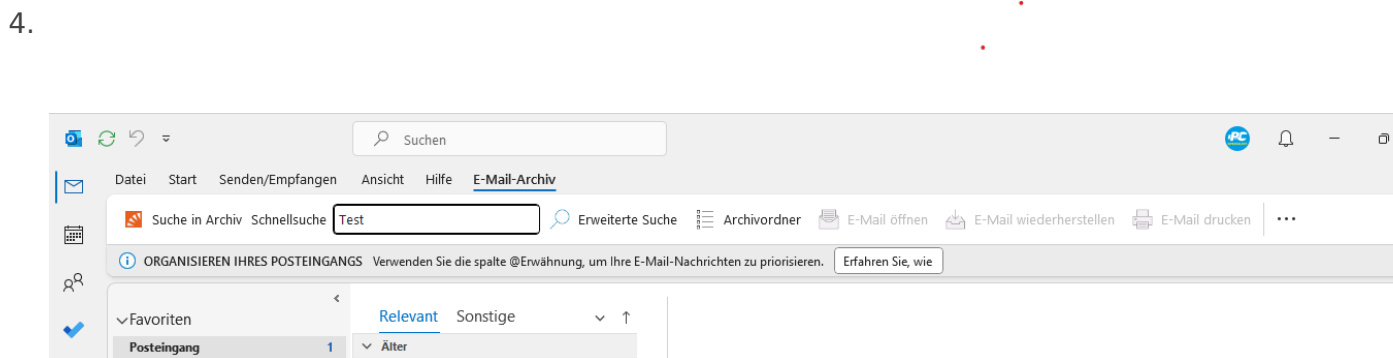 4.
Suchen
PC
Datei Start Senden/Empfangen Ansicht Hilfe E-Mail-Archiv
Suche in Archiv Schnellsuche Test Erweiterte Suche Archivordner E-Mail öffnen E-Mail wiederherstellen E-Mail drucken
ORGANISIEREN IHRES POSTEINGANGS Verwenden Sie die spalte @Erwähnung, um Ihre E-Mail-Nachrichten zu priorisieren. Erfahren Sie, wie
Favoriten
Relevant Sonstige
Posteingang 1
Älter